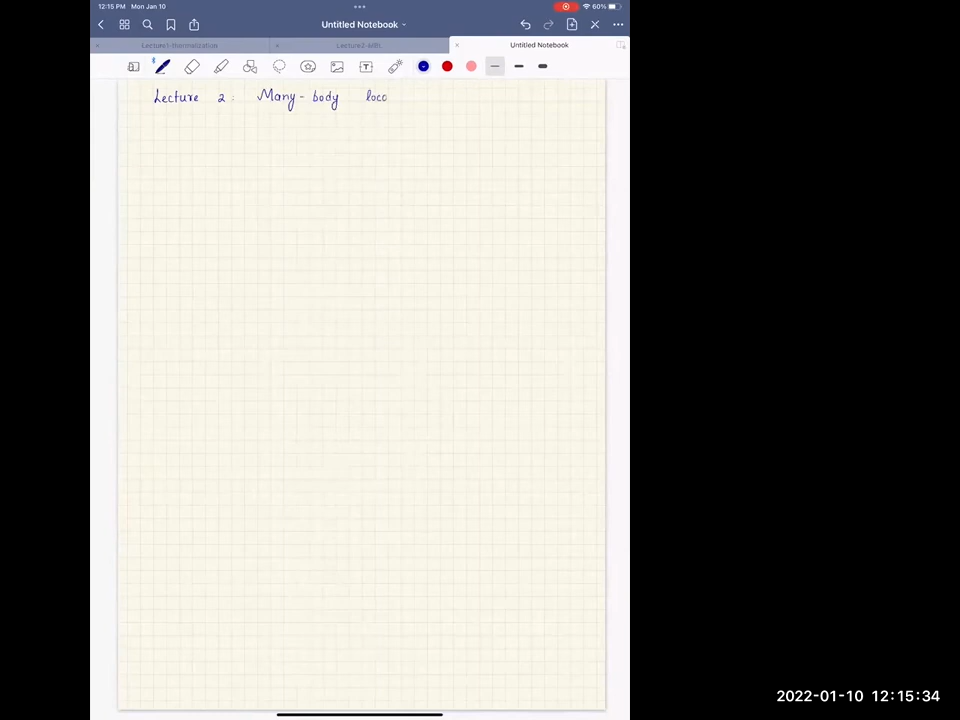 12:15 PM Mon Jan 10
60%
Untitled Notebook
Lecture1-thermalization
Lecture2-MBL
Untitled Notebook
Lecture 2: Many-body loca
2022-01-10 12:15:34